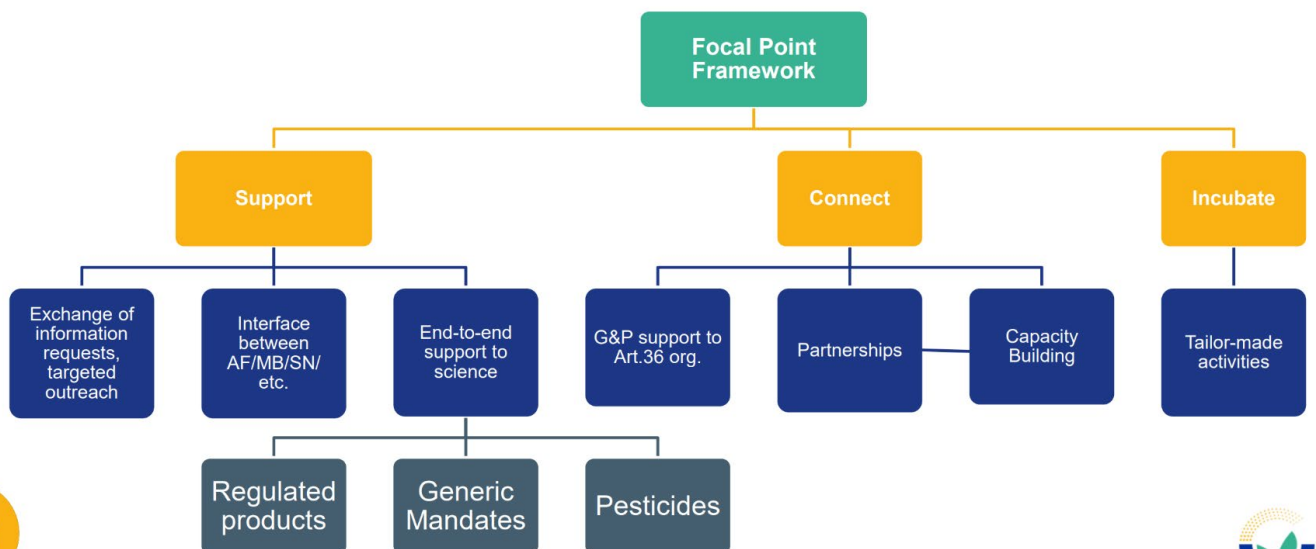 Focal Point
Framework
Support
Connect
Incubate
Exchange of
information
requests,
targeted
outreach
Interface
between
AF/MB/SN/
etc.
End-to-end
support to
science
G&P support to
Art.36 org.
Partnerships
Capacity
Building
Tailor-made
activities
Regulated
products
Generic
Mandates
Pesticides